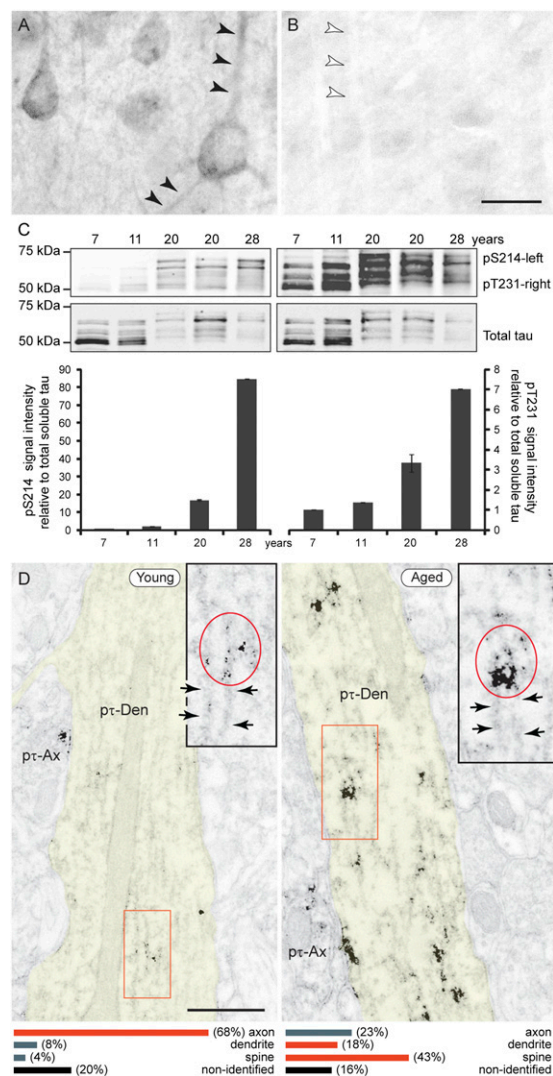 A
B
C
7 11 20 20 28 years 7 11 20 20 28
75 kDa
50 kDa
pS214-left
pT231-right
75 kDa
50 kDa
Total tau
pS214 signal intensity
relative to total soluble tau
90
80
70
60
50
40
30
20
10
0
7 11 20 28 years 7 11 20 28
8
7
6
5
4
3
2
1
0
pT231 signal intensity
relative to total soluble tau
D
Young
pτ-Den
pτ-Ax
Aged
pτ-Den
pτ-Ax
(68%) axon (23%) axon
(8%) dendrite (18%) dendrite
(4%) spine (43%) spine
(20%) non-identified (16%) non-identified